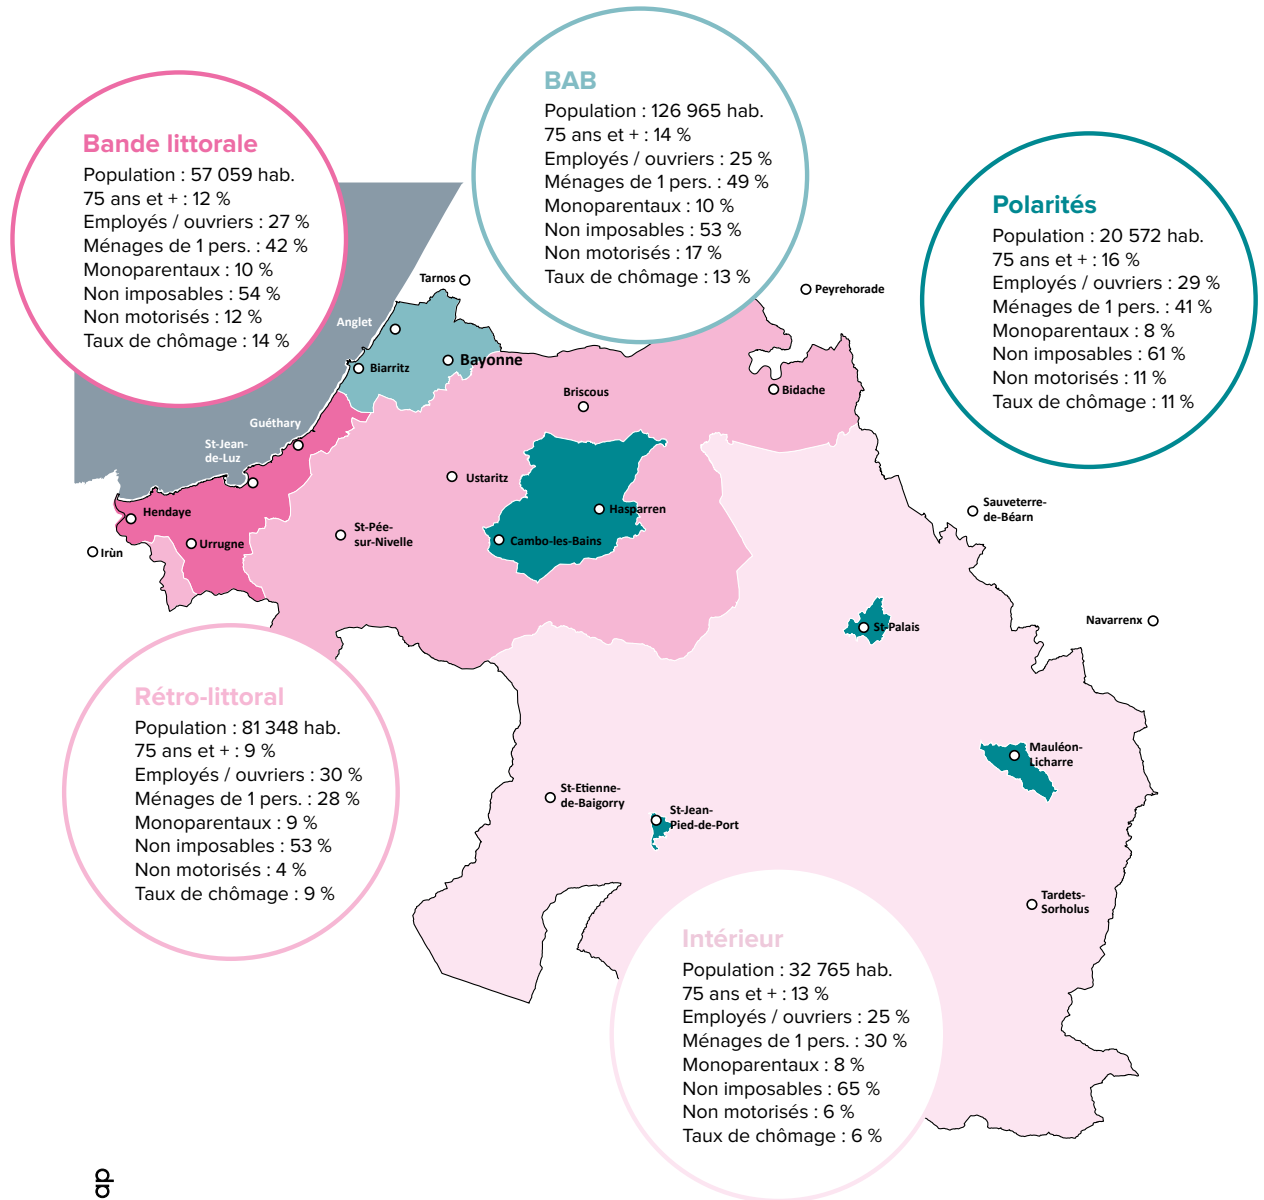 BAB
Population : 126 965 hab.
75 ans et + : 14 %
Employés / ouvriers : 25 %
Ménages de 1 pers. : 49 %
Monoparentaux : 10 %
Non imposables : 53 %
Non motorisés : 17 %
Taux de chômage : 13 %
Bande littorale
Population : 57 059 hab.
75 ans et + : 12 %
Employés / ouvriers : 27 %
Ménages de 1 pers. : 42 %
Monoparentaux : 10 %
Non imposables : 54 %
Non motorisés : 12 %
Taux de chômage : 14 %
Polarités
Population : 20 572 hab.
75 ans et + : 16 %
Employés / ouvriers : 29 %
Ménages de 1 pers. : 41 %
Monoparentaux : 8 %
Non imposables : 61 %
Non motorisés : 11 %
Taux de chômage : 11 %
Tarnos
Peyrehorade
Anglet
Bayonne
Biarritz
Briscous
Bidache
Guéthary
St-Jean-
de-Luz
Ustaritz
Hasparren
Sauveterre-
de-Béarn
Hendaye
St-Pée-
sur-Nivelle
Cambo-les-Bains
Urrugne
Irùn
St-Palais
Navarrenx
Rétro-littoral
Population : 81 348 hab.
75 ans et + : 9 %
Employés / ouvriers : 30 %
Ménages de 1 pers. : 28 %
Monoparentaux : 9 %
Non imposables : 53 %
Non motorisés : 4 %
Taux de chômage : 9 %
Mauléon-
Licharre
St-Etienne-
de-Baigorry
St-Jean-
Pied-de-Port
Tardets-
Sorholus
Intérieur
Population : 32 765 hab.
75 ans et + : 13 %
Employés / ouvriers : 25 %
Ménages de 1 pers. : 30 %
Monoparentaux : 8 %
Non imposables : 65 %
Non motorisés : 6 %
Taux de chômage : 6 %
ap